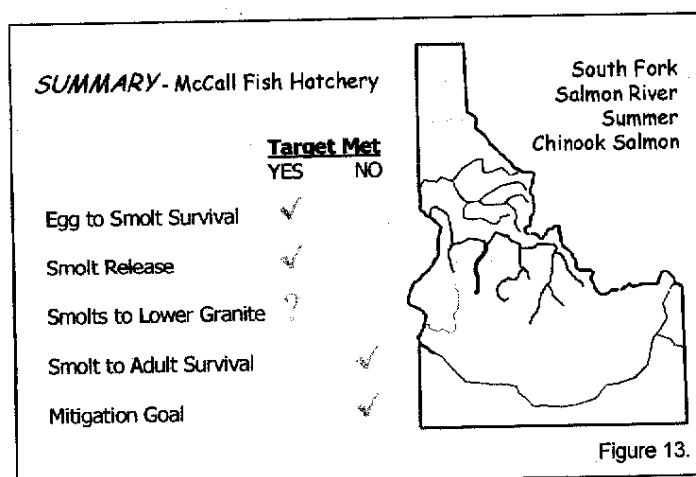 SUMMARY - McCall Fish Hatchery
South Fork
Salmon River
Summer
Chinook Salmon
Target Met
YES NO
Egg to Smolt Survival ✓
Smolt Release ✓
Smolts to Lower Granite ?
Smolt to Adult Survival ✓
Mitigation Goal ✓
Figure 13.